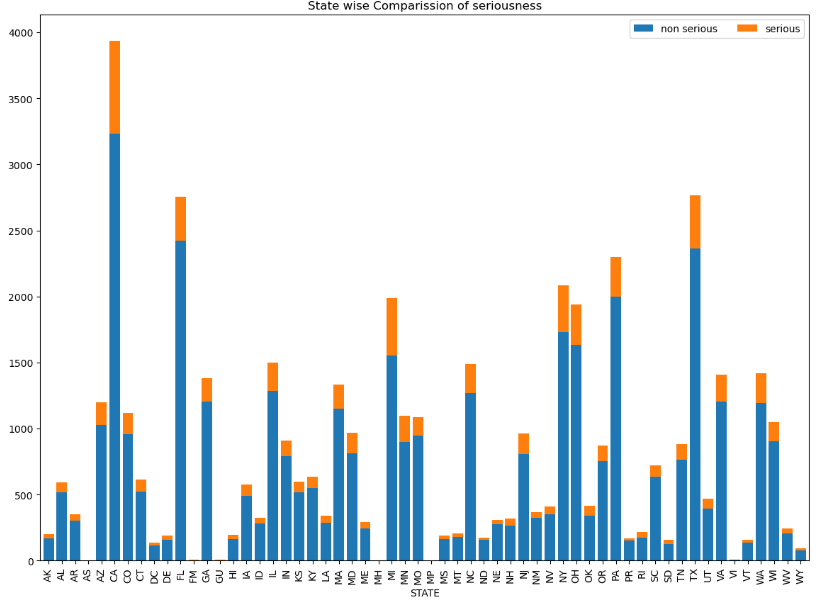 State wise Comparission of seriousness
non serious serious
4000
3500
3000
2500
2000
1500
1000
500
0
AK AL AR AS AZ CA CO CT DC DE FL FM GA GU HI IA ID IL IN KS KY LA MA MD ME MH MI MN MO MP MS MT NC ND NE NH NJ NM NV NY OH OK OR PA PR RI SC SD TN TX UT VA VI VT WA WI WV WY
STATE